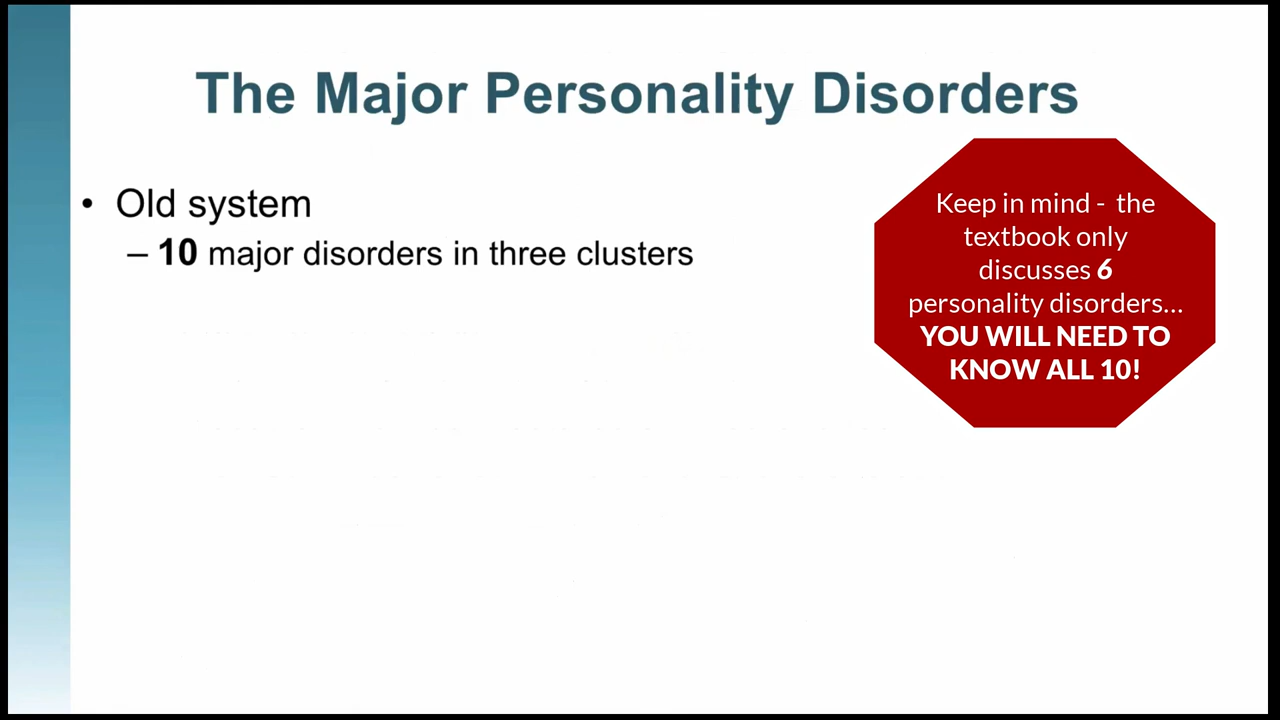 The Major Personality Disorders
• Old system
– 10 major disorders in three clusters
Keep in mind - the
textbook only
discusses 6
personality disorders...
YOU WILL NEED TO
KNOW ALL 10!